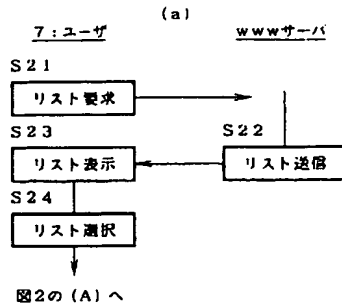 (a)
7:ユーザ
wwwサーバ
S21
リスト要求
S22
リスト送信
S23
リスト表示
S24
リスト選択
図2の(A)へ